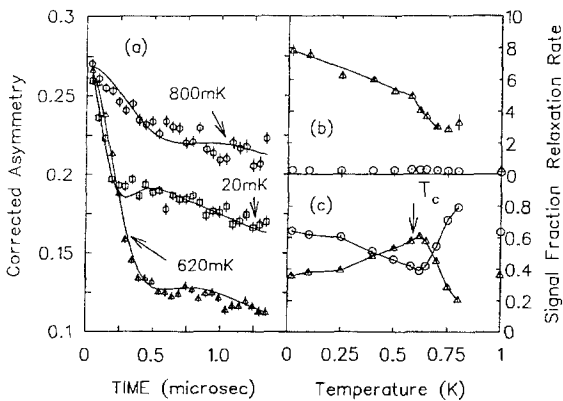 (a)
800mK
20mK
620mK
0.25
0.2
0.15
0.1
Corrected Asymmetry
0
0.5
1.0
TIME (microsec)
(b)
10
8
6
4
2
0
Relaxation Rate
(c)
T c
0.8
0.6
0.4
0.2
0
Signal Fraction
0
0.25
0.5
0.75
1
Temperature (K)